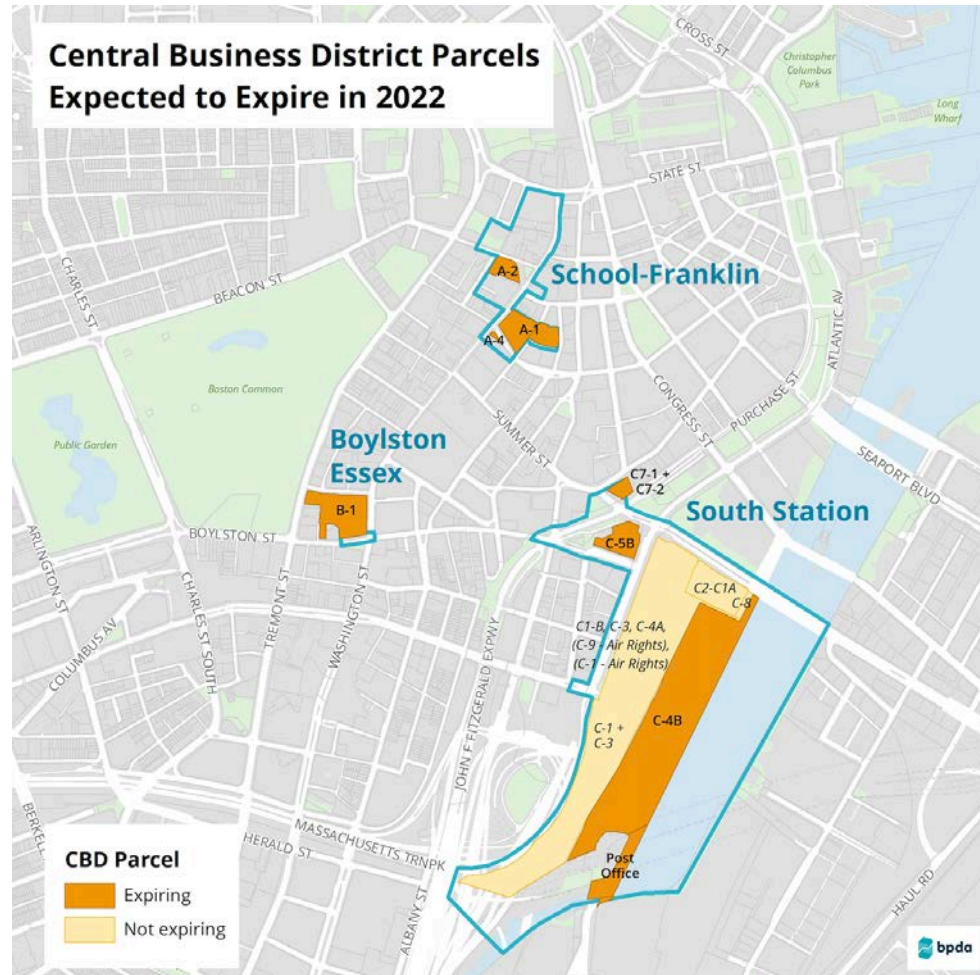 Central Business District Parcels
Expected to Expire in 2022
CROSS ST
Christopher
Columbus
Park
Long
Wharf
STATE ST
CHARLES ST
BEACON ST
A-2
School-Franklin
A-1
A-4
ATLANTIC AV
Boston Common
Public Garden
CONGRESS ST
PURCHASE ST
SUMMER ST
Boylston
Essex
SEAPORT BLVD
C7-1 +
C7-2
B-1
South Station
BOYLSTON ST
C-5B
ARLINGTON ST
CHARLES ST SOUTH
TREMONT ST
WASHINGTON ST
C2-C1A
C-8
COLUMBUS AV
JOHN F FITZGERALD EXPWY
C1-B, C-3, C-4A,
(C-9 - Air Rights),
(C-1 - Air Rights)
C-4B
C-1 +
C-3
MASSACHUSETTS TRNPK
HERALD ST
BERKEL
ALBANY ST
Post
Office
HAUL RD
CBD Parcel
Expiring
Not expiring
bpda